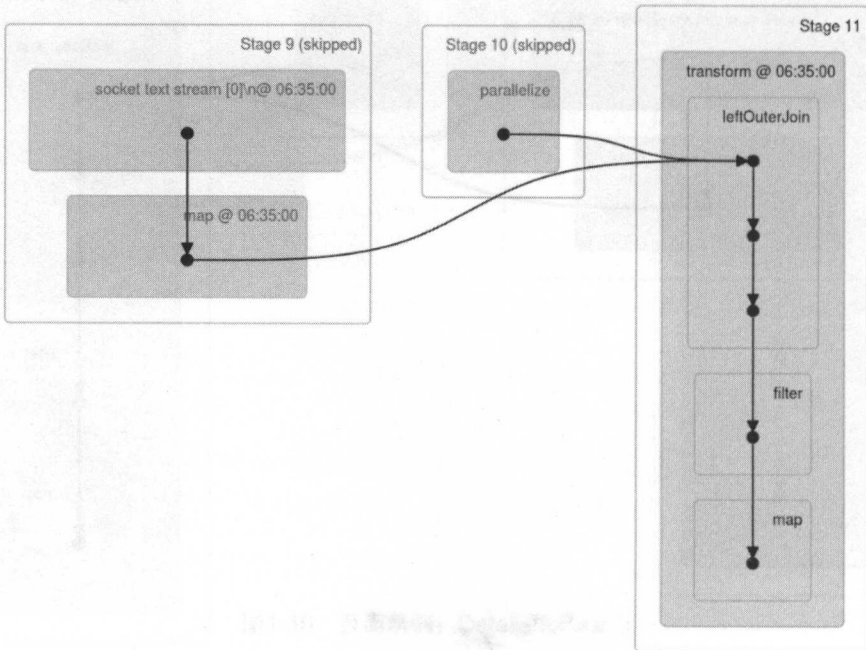 Stage 9 (skipped)
socket text stream [0]\n@ 06:35:00
map @ 06:35:00
Stage 10 (skipped)
parallelize
Stage 11
transform @ 06:35:00
leftOuterJoin
filter
map